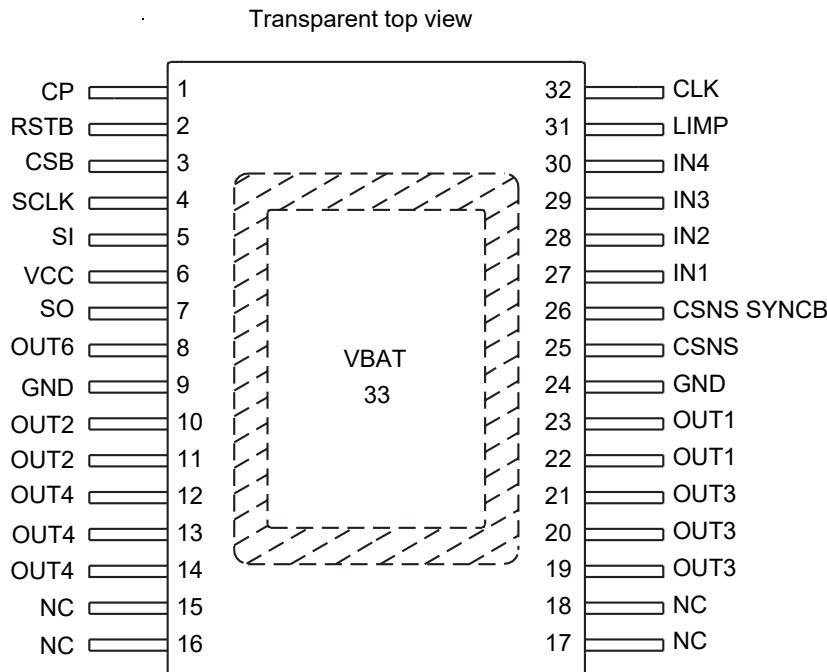 Transparent top view
CP 1 32 CLK
RSTB 2 31 LIMP
CSB 3 30 IN4
SCLK 4 29 IN3
SI 5 28 IN2
VCC 6 27 IN1
SO 7 26 CSNS SYNCB
OUT6 8 25 CSNS
GND 9 24 GND
OUT2 10 23 OUT1
OUT2 11 22 OUT1
OUT4 12 21 OUT3
OUT4 13 20 OUT3
OUT4 14 19 OUT3
NC 15 18 NC
NC 16 17 NC
VBAT
33